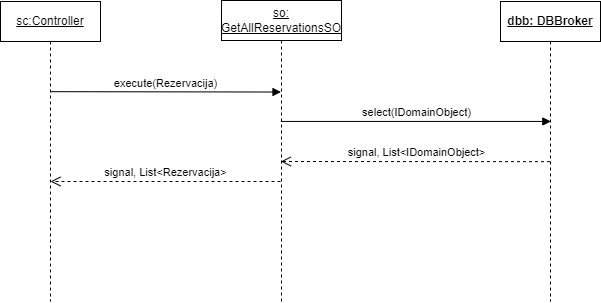 sc:Controller
so:
GetAllReservationsSO
dbb: DBBroker
execute(Rezervacija)
select(IDomainObject)
signal, List<IDomainObject>
signal, List<Rezervacija>